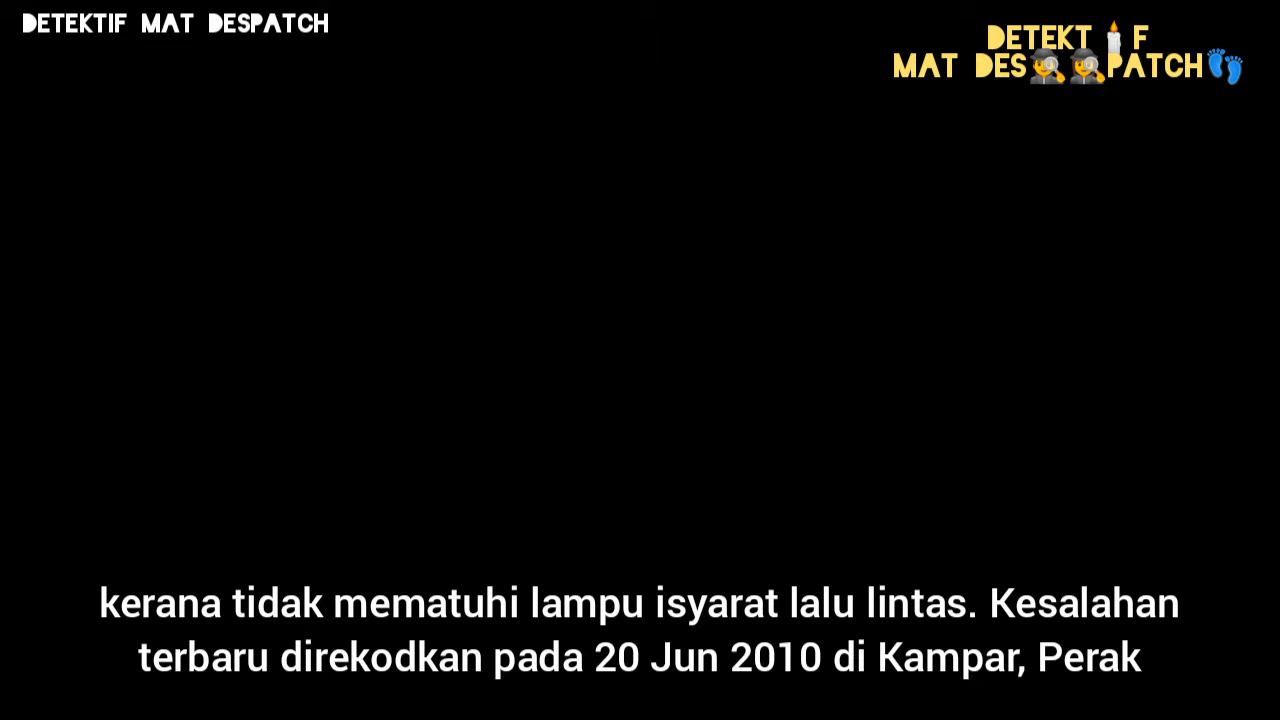 DETEKTIF MAT DESPATCH
DETEKT🕯️F
MAT DES🕵️🕵️PATCH👣
kerana tidak mematuhi lampu isyarat lalu lintas. Kesalahan
terbaru direkodkan pada 20 Jun 2010 di Kampar, Perak